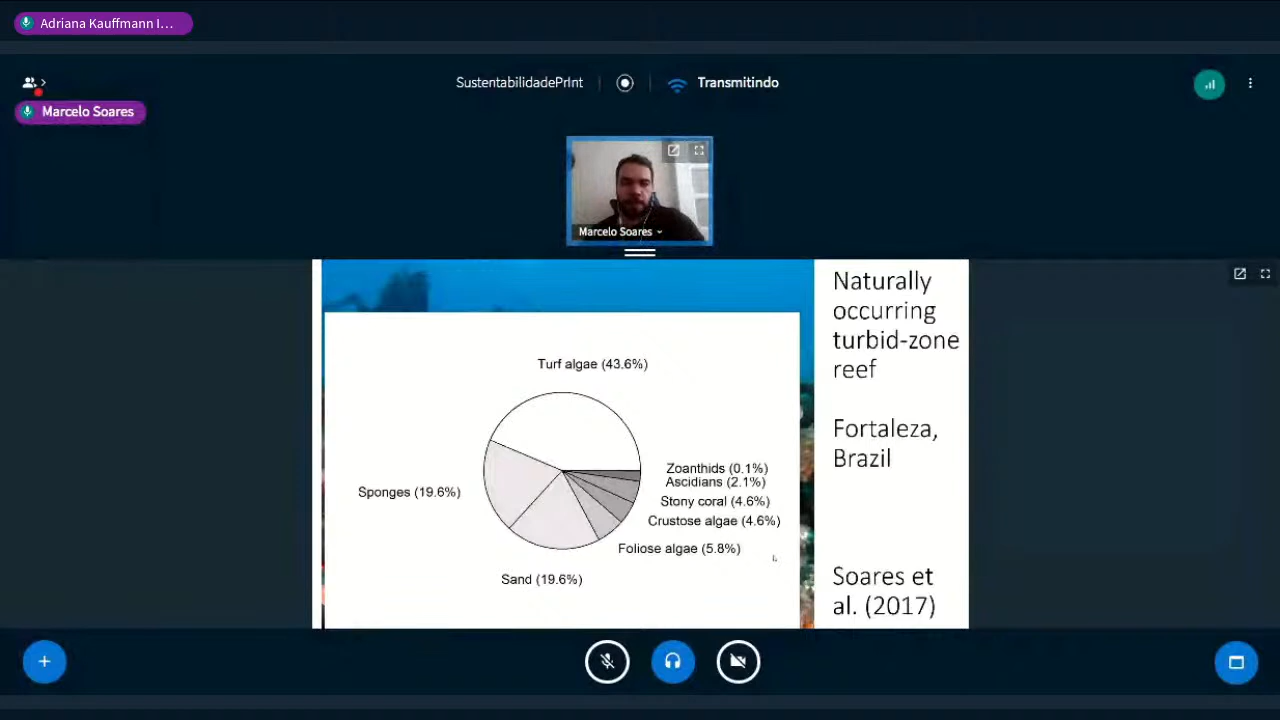 Adriana Kauffmann I...
SustentabilidadePrInt
Transmitindo
Marcelo Soares
Marcelo Soares
Turf algae (43.6%)
Zoanthids (0.1%)
Ascidians (2.1%)
Sponges (19.6%)
Stony coral (4.6%)
Crustose algae (4.6%)
Foliose algae (5.8%)
Sand (19.6%)
Naturally
occurring
turbid-zone
reef
Fortaleza,
Brazil
Soares et
al. (2017)